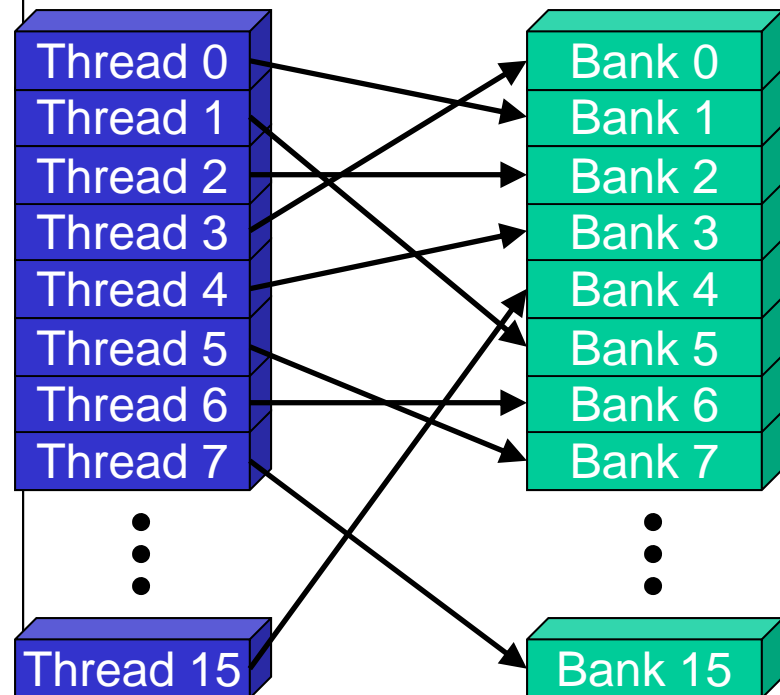 Thread 0
Thread 1
Thread 2
Thread 3
Thread 4
Thread 5
Thread 6
Thread 7
Thread 15
Bank 0
Bank 1
Bank 2
Bank 3
Bank 4
Bank 5
Bank 6
Bank 7
Bank 15